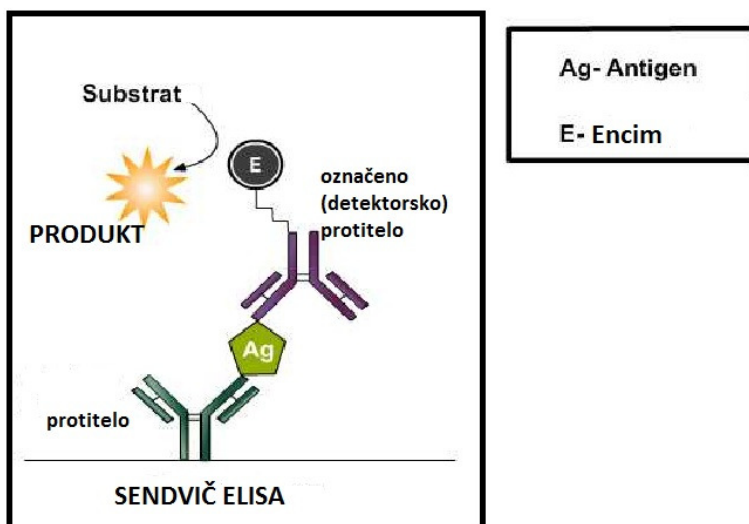 Substrat
E
označeno
(detektorsko)
protitelo
PRODUKT
Ag
protitelo
SENDVIČ ELISA
Ag- Antigen
E- Encim